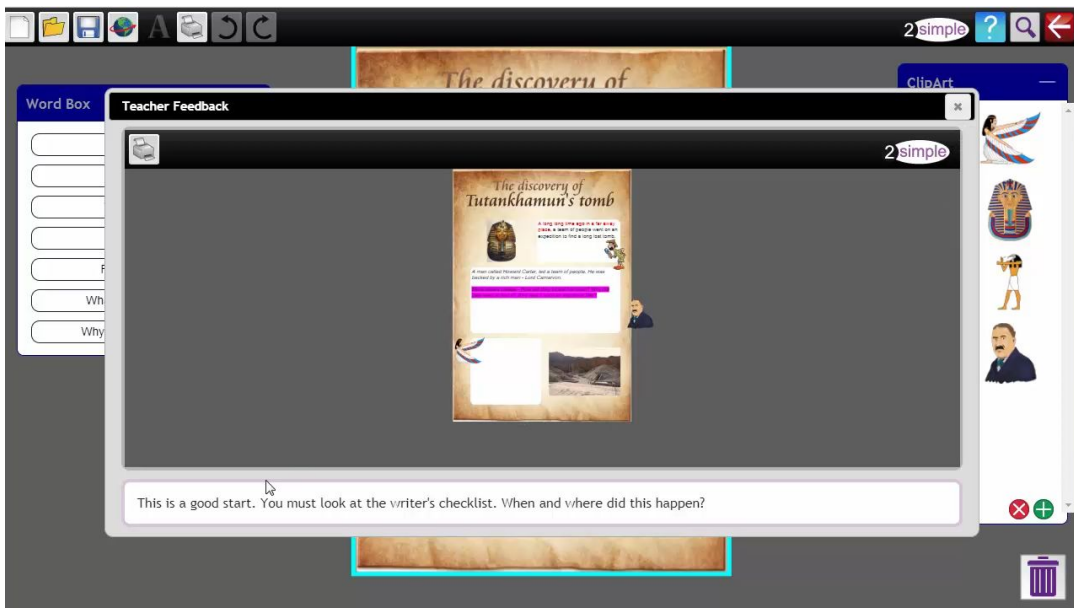 2simple
The discovery of
ClipArt
Word Box
Teacher Feedback
2simple
The discovery of
Tutankhamun's tomb
A long long time ago in a far away
place, a team of people went on an
expedition to find a long lost tomb.
A man called Howard Carter, led a team of people. He was
backed by a rich man - Lord Carnarvon.
Wh
Why
This is a good start. You must look at the writer's checklist. When and where did this happen?